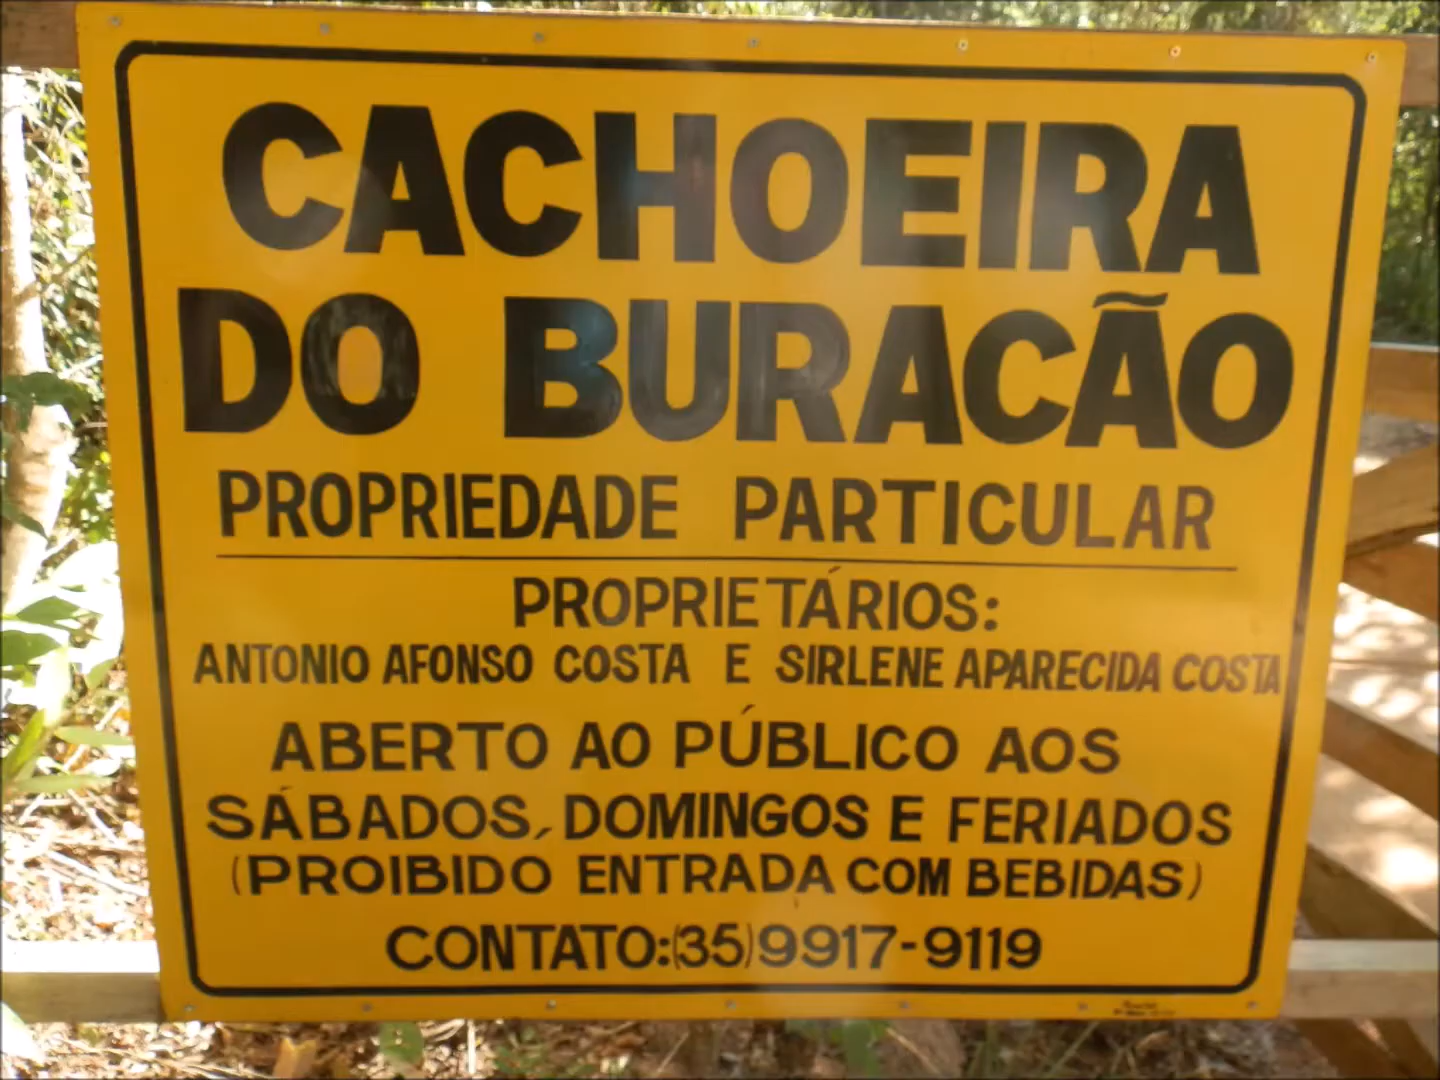 CACHOEIRA
DO BURACÃO
PROPRIEDADE PARTICULAR
PROPRIETÁRIOS:
ANTONIO AFONSO COSTA E SIRLENE APARECIDA COSTA
ABERTO AO PÚBLICO AOS
SÁBADOS, DOMINGOS E FERIADOS
(PROIBIDO ENTRADA COM BEBIDAS)
CONTATO:(35)9917-9119